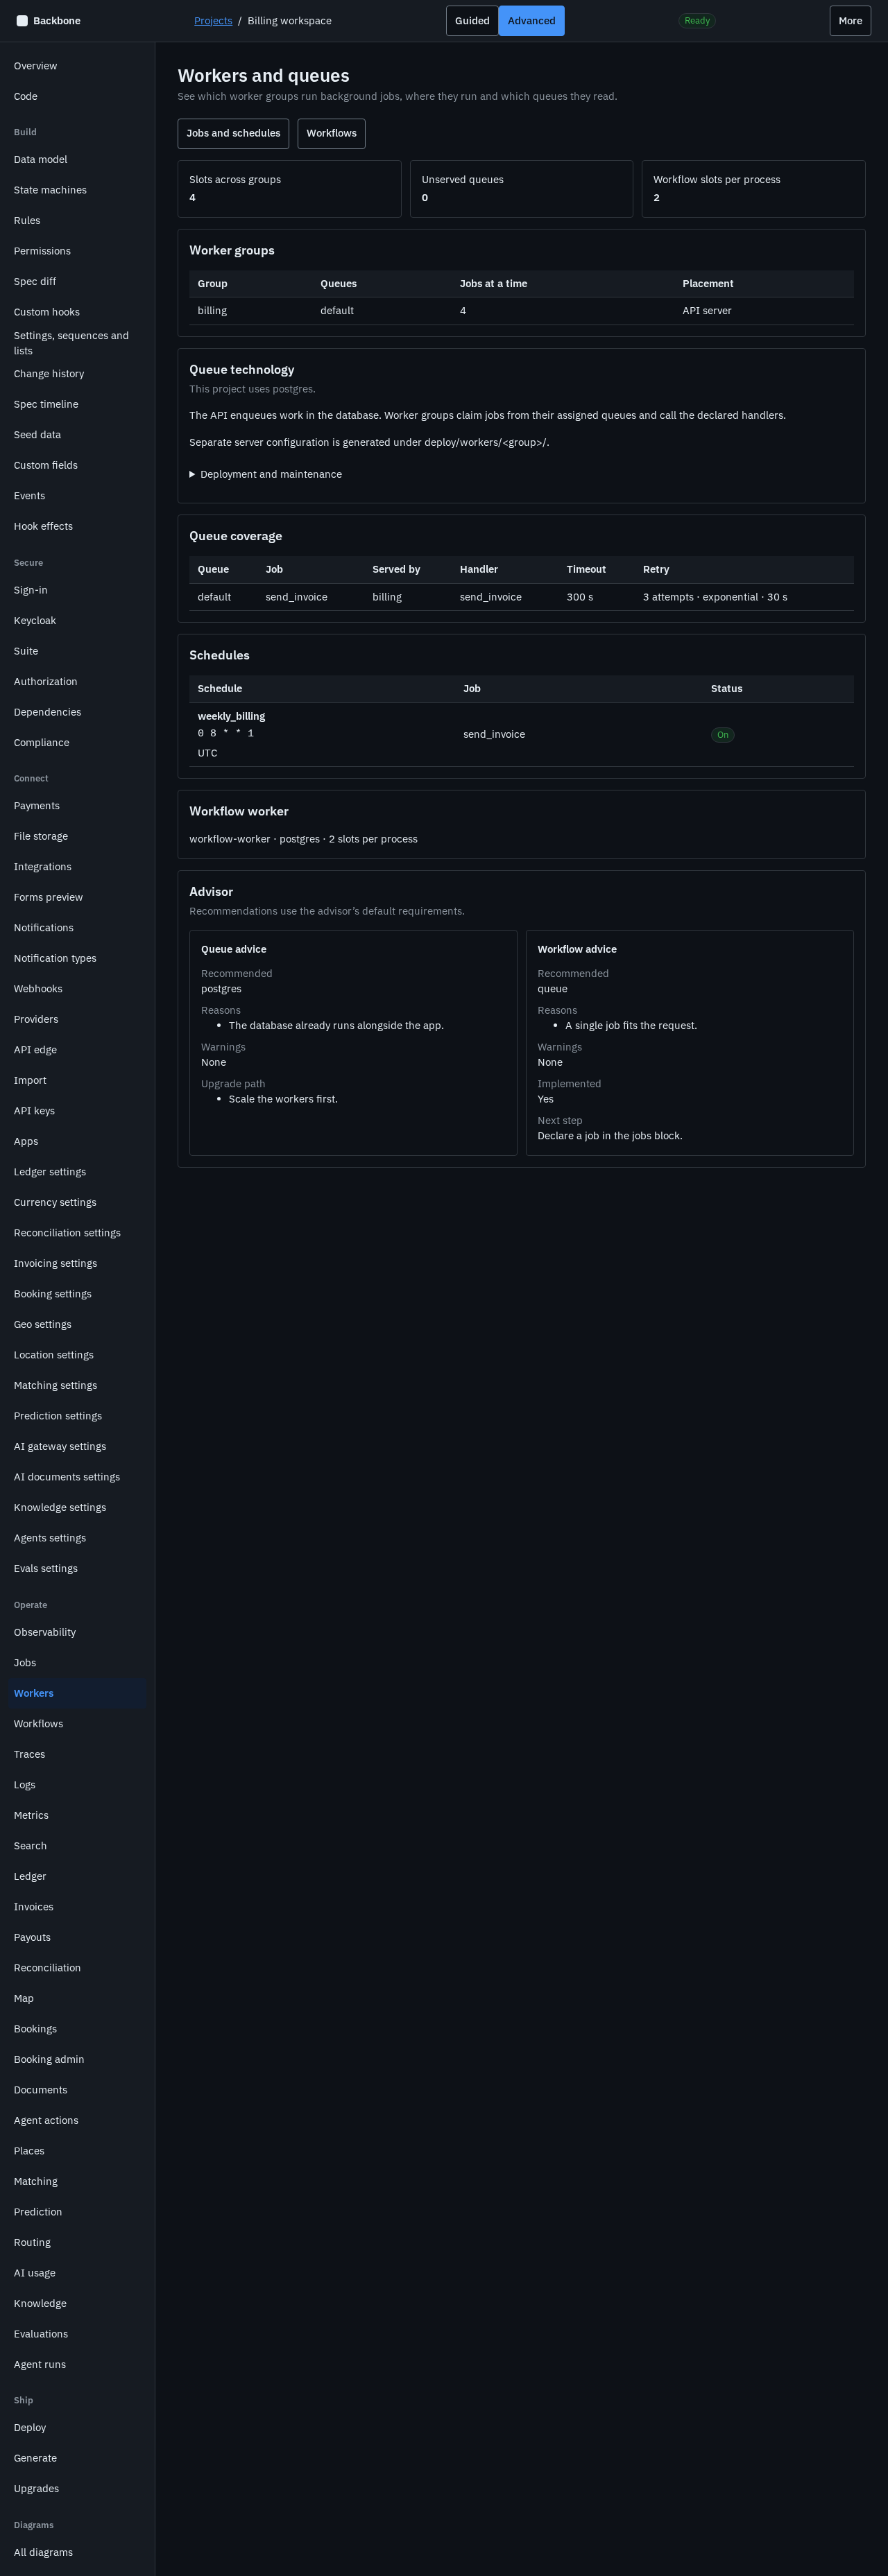 Backbone
Projects / Billing workspace
Guided
Advanced
Ready
More
Overview
Code
Build
Data model
State machines
Rules
Permissions
Spec diff
Custom hooks
Settings, sequences and
lists
Change history
Spec timeline
Seed data
Custom fields
Events
Hook effects
Secure
Sign-in
Keycloak
Suite
Authorization
Dependencies
Compliance
Connect
Payments
File storage
Integrations
Forms preview
Notifications
Notification types
Webhooks
Providers
API edge
Import
API keys
Apps
Ledger settings
Currency settings
Reconciliation settings
Invoicing settings
Booking settings
Geo settings
Location settings
Matching settings
Prediction settings
AI gateway settings
AI documents settings
Knowledge settings
Agents settings
Evals settings
Operate
Observability
Jobs
Workers
Workflows
Traces
Logs
Metrics
Search
Ledger
Invoices
Payouts
Reconciliation
Map
Bookings
Booking admin
Documents
Agent actions
Places
Matching
Prediction
Routing
AI usage
Knowledge
Evaluations
Agent runs
Ship
Deploy
Generate
Upgrades
Diagrams
All diagrams
Workers and queues
See which worker groups run background jobs, where they run and which queues they read.
Jobs and schedules
Workflows
Slots across groups
4
Unserved queues
0
Workflow slots per process
2
Worker groups
Group Queues Jobs at a time Placement
billing default 4 API server
Queue technology
This project uses postgres.
The API enqueues work in the database. Worker groups claim jobs from their assigned queues and call the declared handlers.
Separate server configuration is generated under deploy/workers/<group>/.
▶ Deployment and maintenance
Queue coverage
Queue Job Served by Handler Timeout Retry
default send_invoice billing send_invoice 300 s 3 attempts · exponential · 30 s
Schedules
Schedule Job Status
weekly_billing
0 8 * * 1
UTC
send_invoice
On
Workflow worker
workflow-worker · postgres · 2 slots per process
Advisor
Recommendations use the advisor’s default requirements.
Queue advice
Recommended
postgres
Reasons
• The database already runs alongside the app.
Warnings
None
Upgrade path
• Scale the workers first.
Workflow advice
Recommended
queue
Reasons
• A single job fits the request.
Warnings
None
Implemented
Yes
Next step
Declare a job in the jobs block.